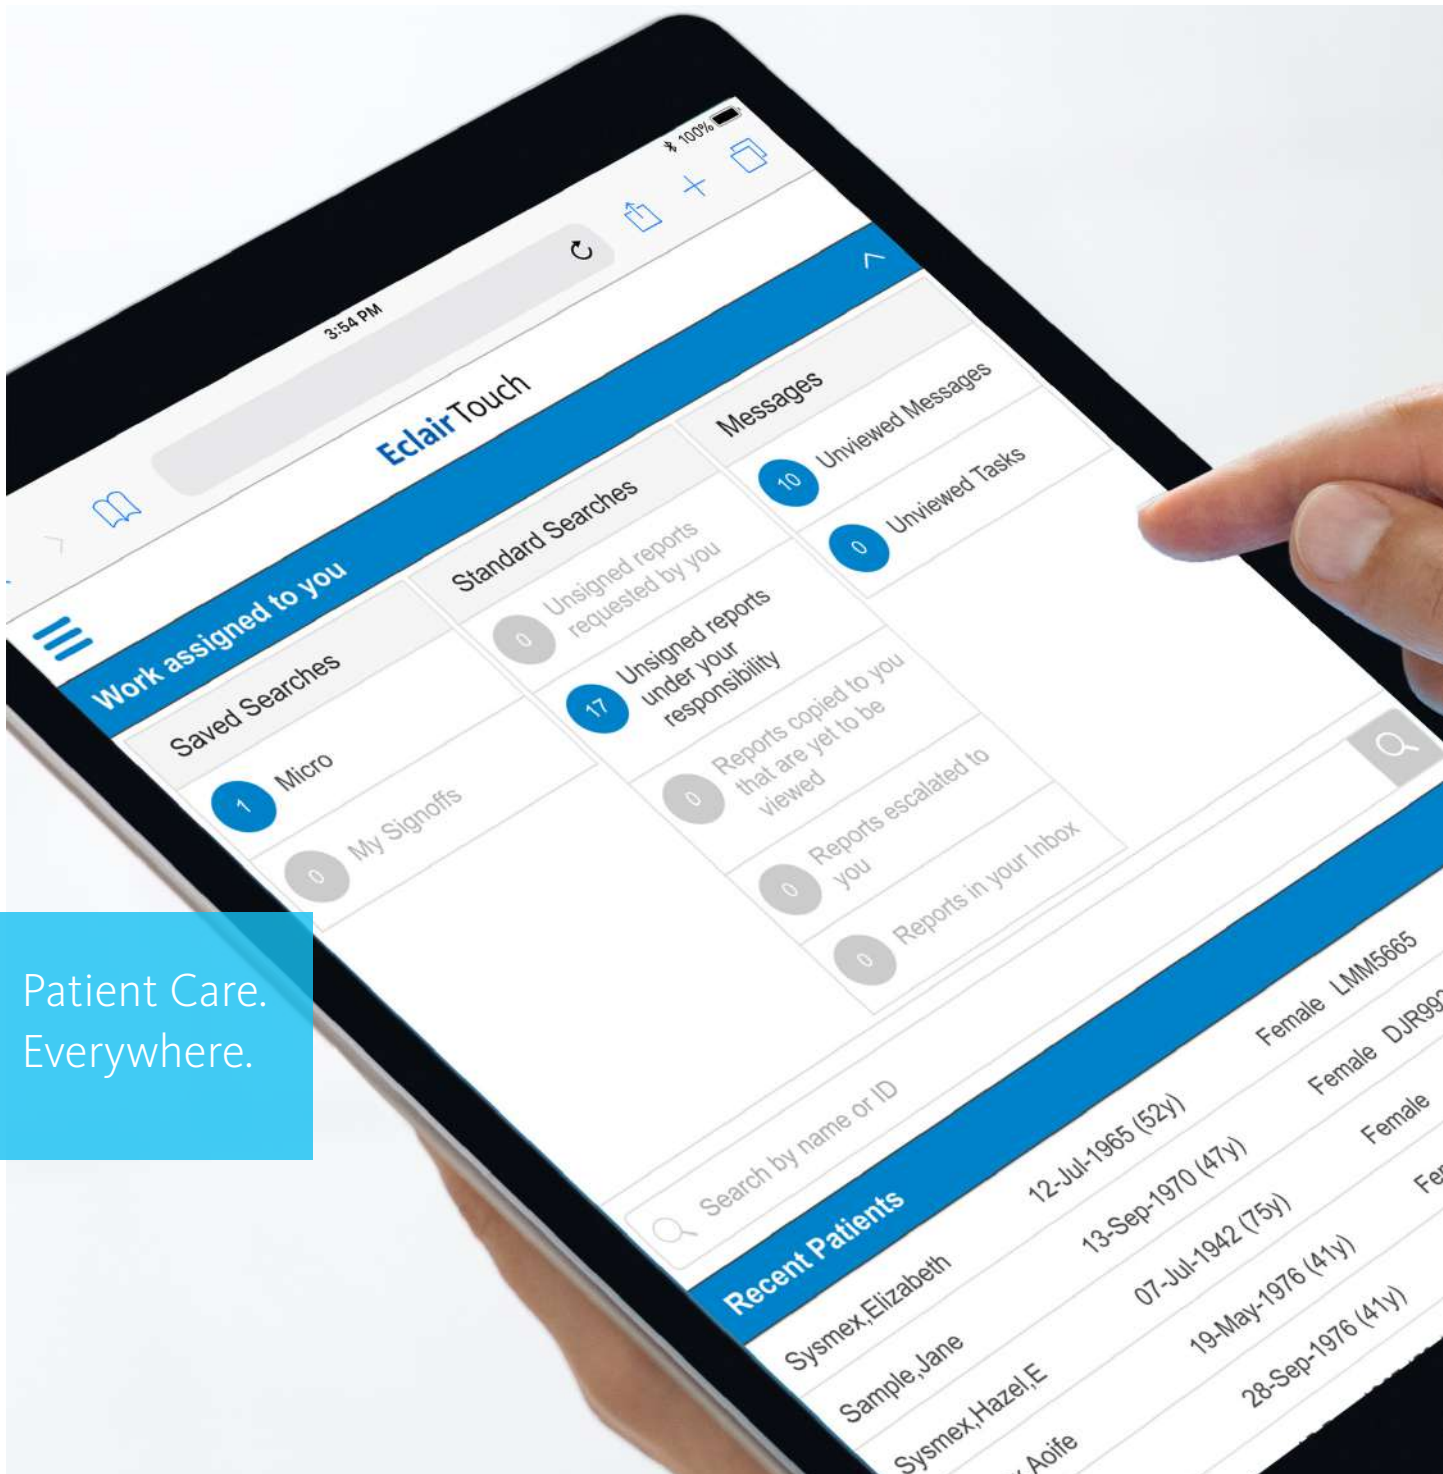 3:54 PM
100%
Eclair Touch
Work assigned to you
Saved Searches
1 Micro
0 My Signoffs
Standard Searches
0 Unsigned reports
requested by you
17 Unsigned reports
under your
responsibility
0 Reports copied to you
that are yet to be
viewed
0 Reports escalated to
you
0 Reports in your Inbox
Messages
10 Unviewed Messages
0 Unviewed Tasks
Search by name or ID
Recent Patients
Sysmex,Elizabeth 12-Jul-1965 (52y) Female LMM5665
Sample,Jane 13-Sep-1970 (47y) Female DJR992
Sysmex,Hazel,E 07-Jul-1942 (75y) Female
Aoife 19-May-1976 (41y) Fe
28-Sep-1976 (41y)
Patient Care.
Everywhere.